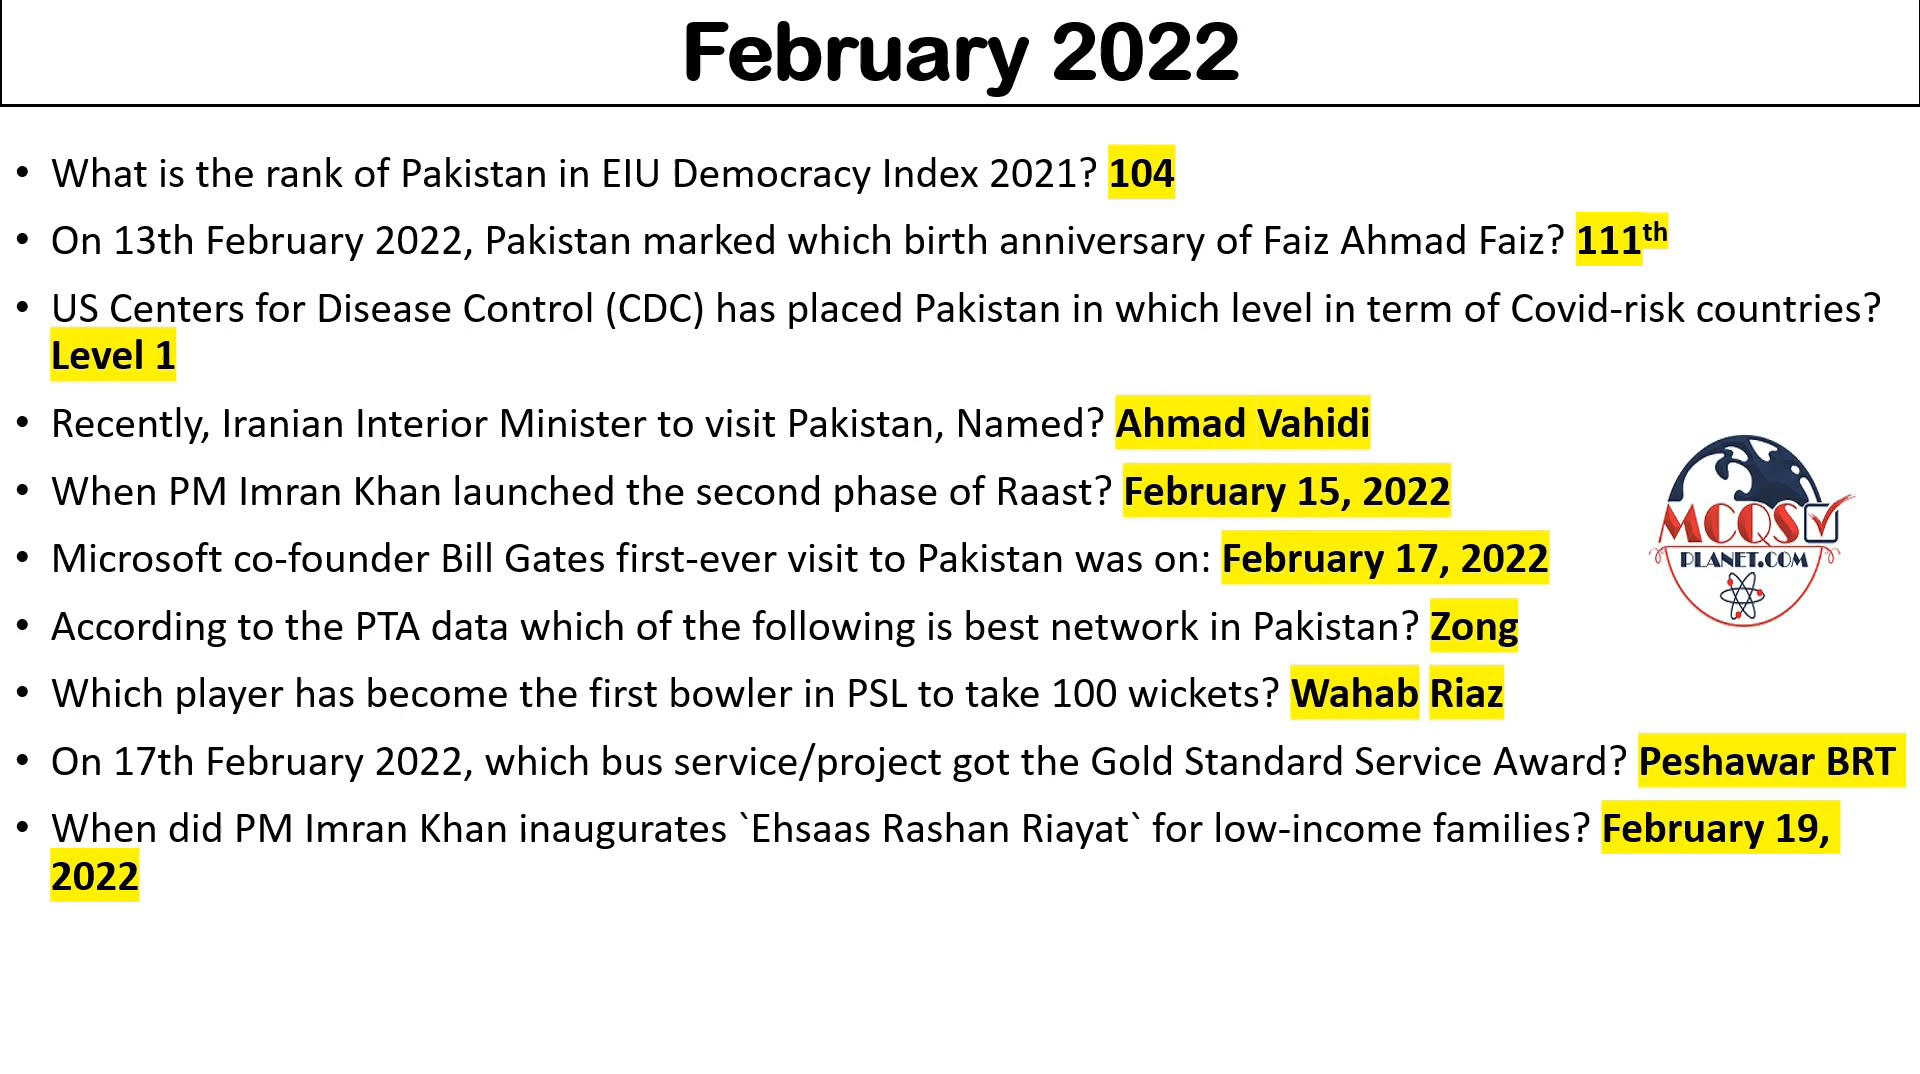 February 2022
• What is the rank of Pakistan in EIU Democracy Index 2021? 104
• On 13th February 2022, Pakistan marked which birth anniversary of Faiz Ahmad Faiz? 111th
• US Centers for Disease Control (CDC) has placed Pakistan in which level in term of Covid-risk countries?
Level 1
• Recently, Iranian Interior Minister to visit Pakistan, Named? Ahmad Vahidi
• When PM Imran Khan launched the second phase of Raast? February 15, 2022
• Microsoft co-founder Bill Gates first-ever visit to Pakistan was on: February 17, 2022
• According to the PTA data which of the following is best network in Pakistan? Zong
• Which player has become the first bowler in PSL to take 100 wickets? Wahab Riaz
• On 17th February 2022, which bus service/project got the Gold Standard Service Award? Peshawar BRT
• When did PM Imran Khan inaugurates `Ehsaas Rashan Riayat` for low-income families? February 19,
2022
MCQS
PLANET.COM